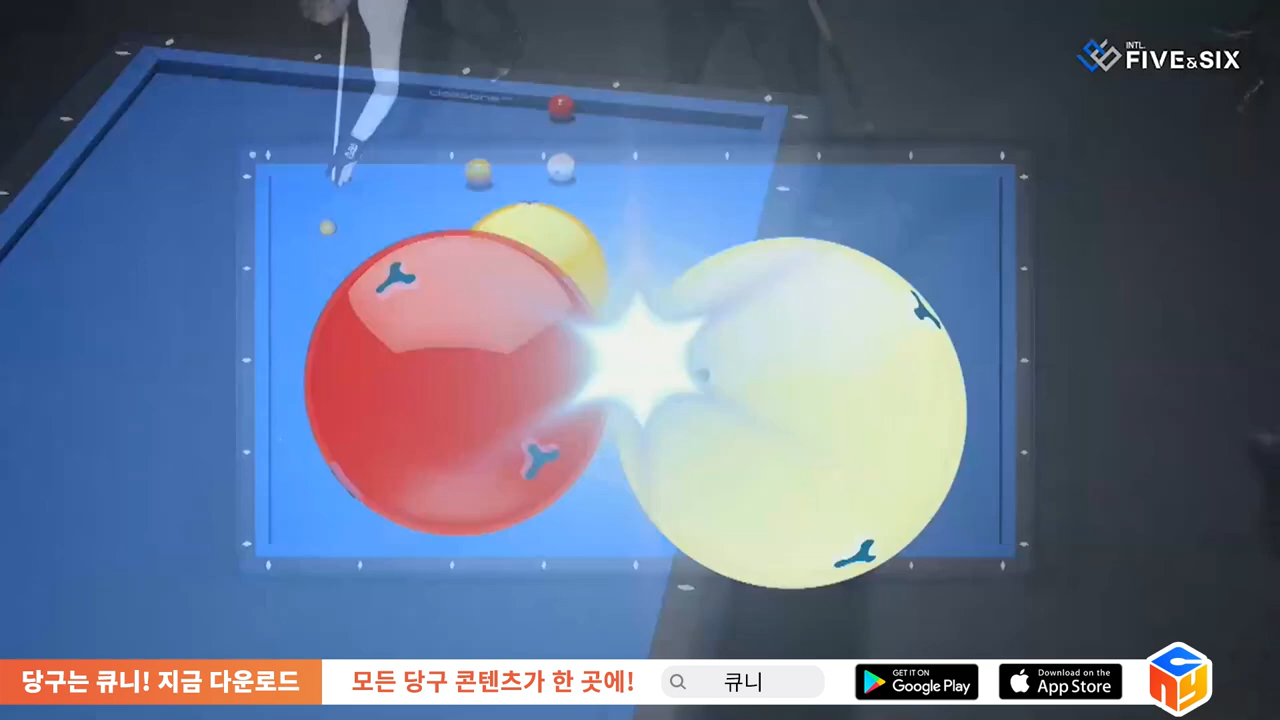 INTL.
FIVE&SIX
당구는 큐니! 지금 다운로드
모든 당구 콘텐츠가 한 곳에!
큐니
GET IT ON
Google Play
Download on the
App Store